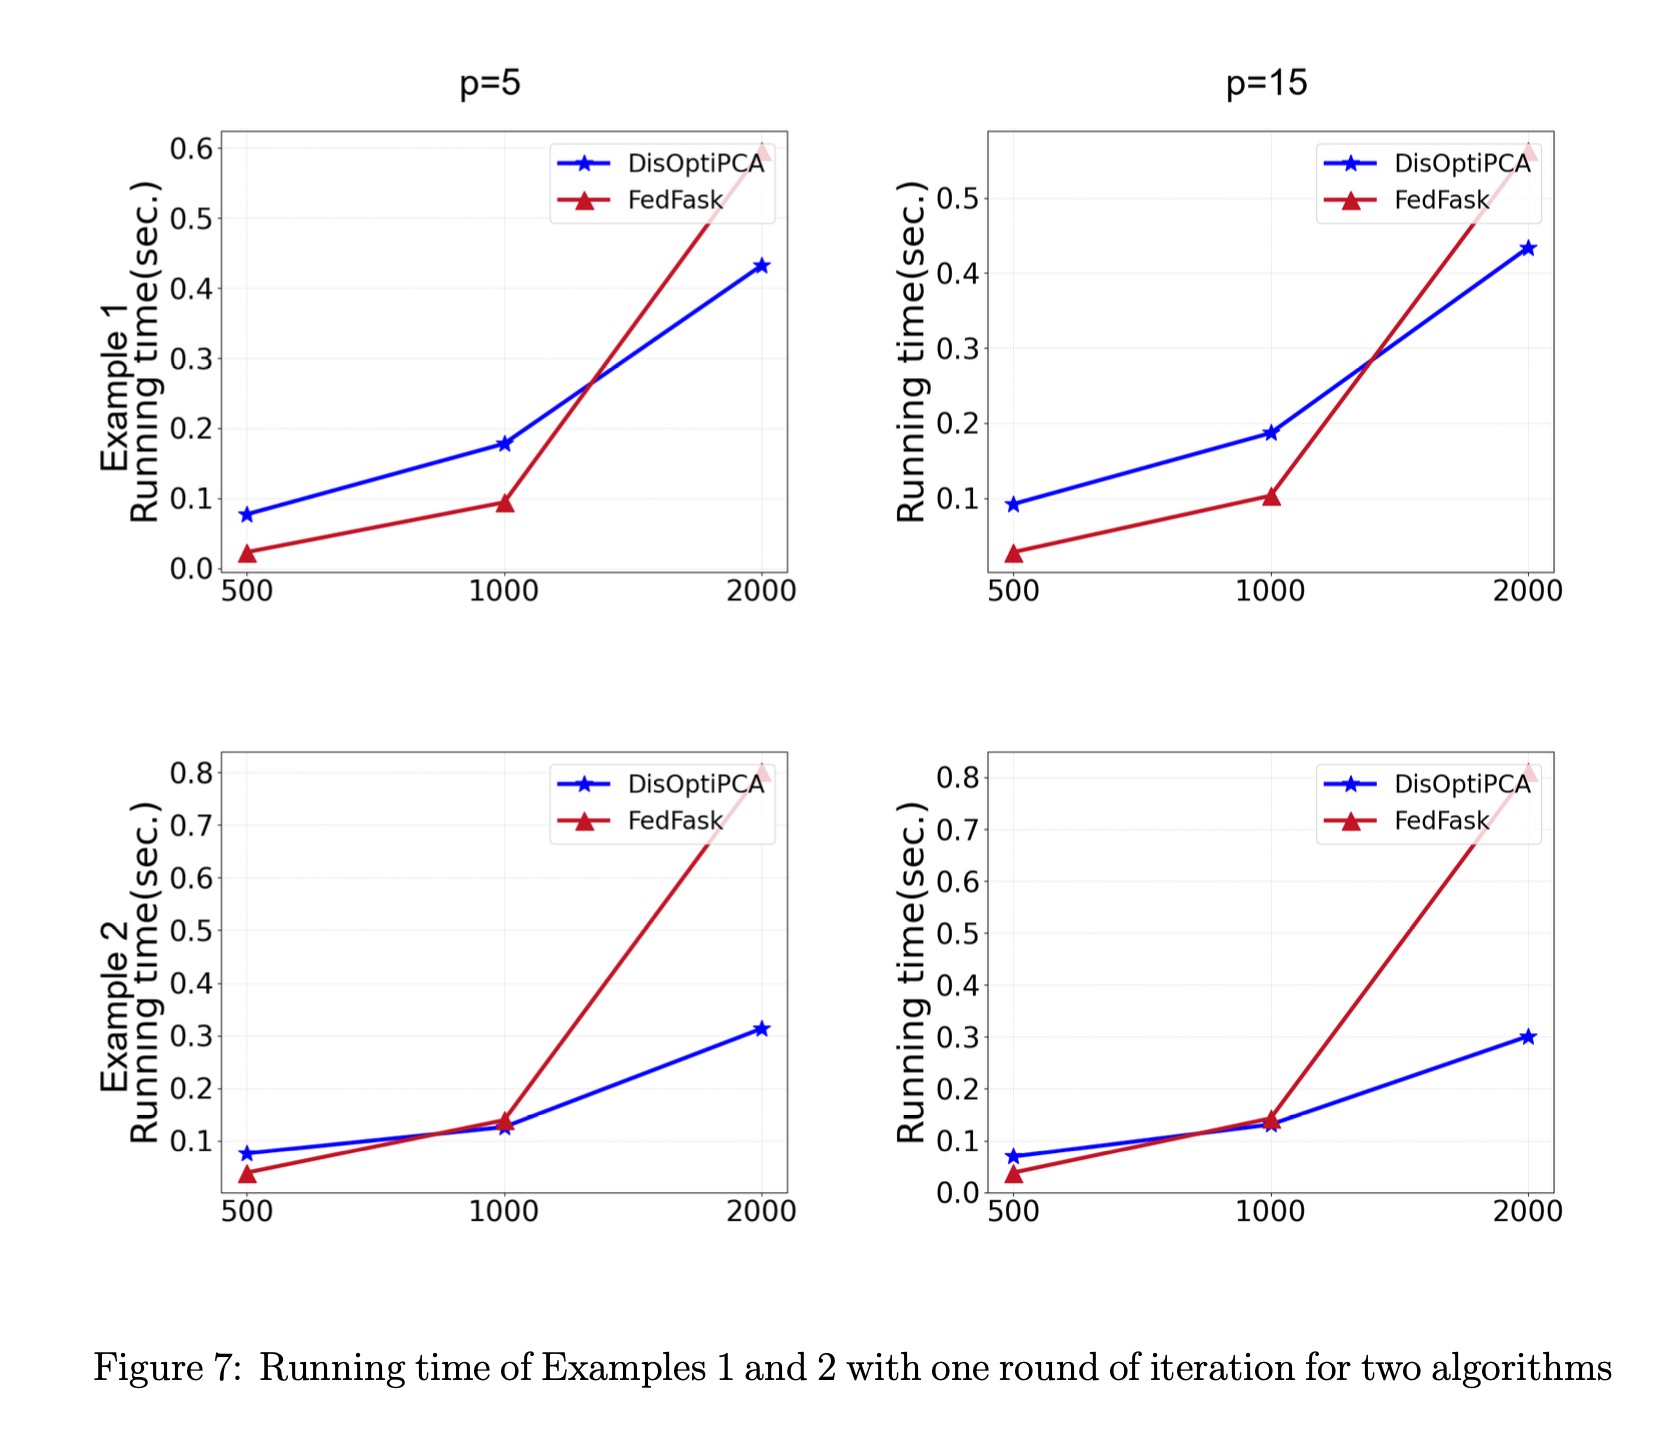 p=5
p=15
Example 1
Running time(sec.)
0.6
0.5
0.4
0.3
0.2
0.1
0.0
500 1000 2000
DisOptiPCA
FedFask
Running time(sec.)
0.5
0.4
0.3
0.2
0.1
500 1000 2000
DisOptiPCA
FedFask
Example 2
Running time(sec.)
0.8
0.7
0.6
0.5
0.4
0.3
0.2
0.1
500 1000 2000
DisOptiPCA
FedFask
Running time(sec.)
0.8
0.7
0.6
0.5
0.4
0.3
0.2
0.1
0.0
500 1000 2000
DisOptiPCA
FedFask
Figure 7: Running time of Examples 1 and 2 with one round of iteration for two algorithms